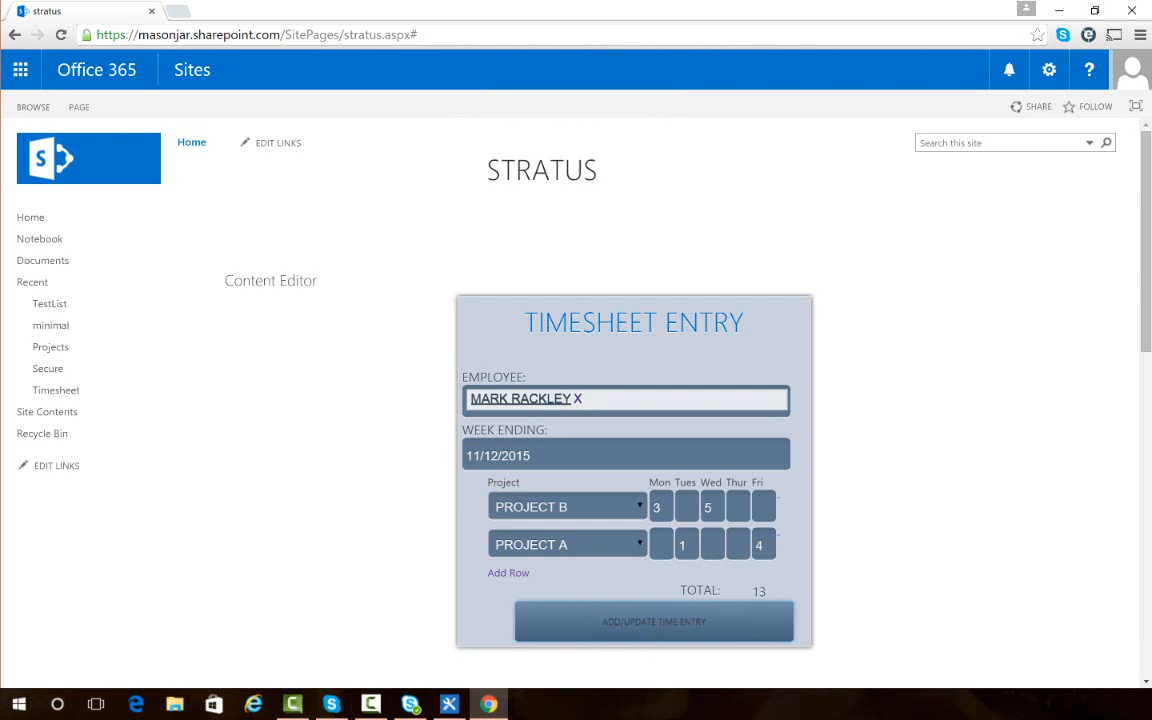 stratus
https://masonjar.sharepoint.com/SitePages/stratus.aspx#
Office 365
Sites
?
BROWSE
PAGE
SHARE
FOLLOW
S
Home
EDIT LINKS
Search this site
STRATUS
Home
Notebook
Documents
Recent
TestList
minimal
Projects
Secure
Timesheet
Site Contents
Recycle Bin
EDIT LINKS
Content Editor
TIMESHEET ENTRY
EMPLOYEE:
MARK RACKLEY X
WEEK ENDING:
11/12/2015
Project Mon Tues Wed Thur Fri
PROJECT B 3 5 -
PROJECT A 1 4 -
Add Row
TOTAL: 13
ADD/UPDATE TIME ENTRY